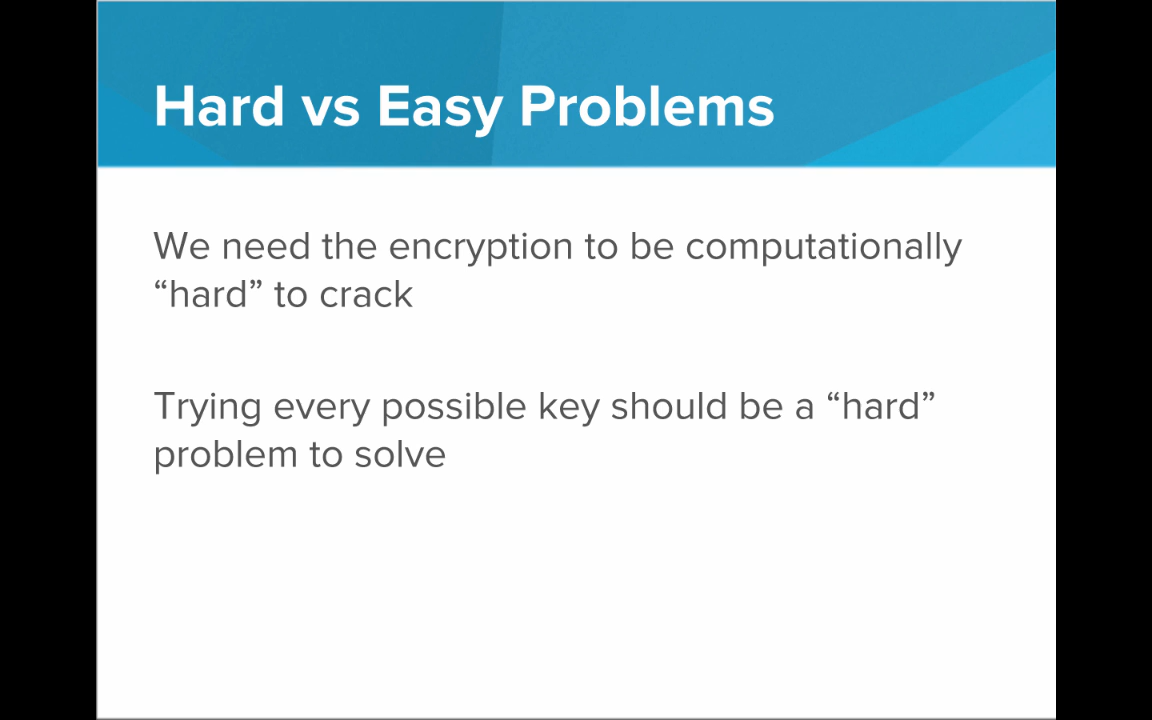 Hard vs Easy Problems
We need the encryption to be computationally
“hard” to crack
Trying every possible key should be a “hard”
problem to solve